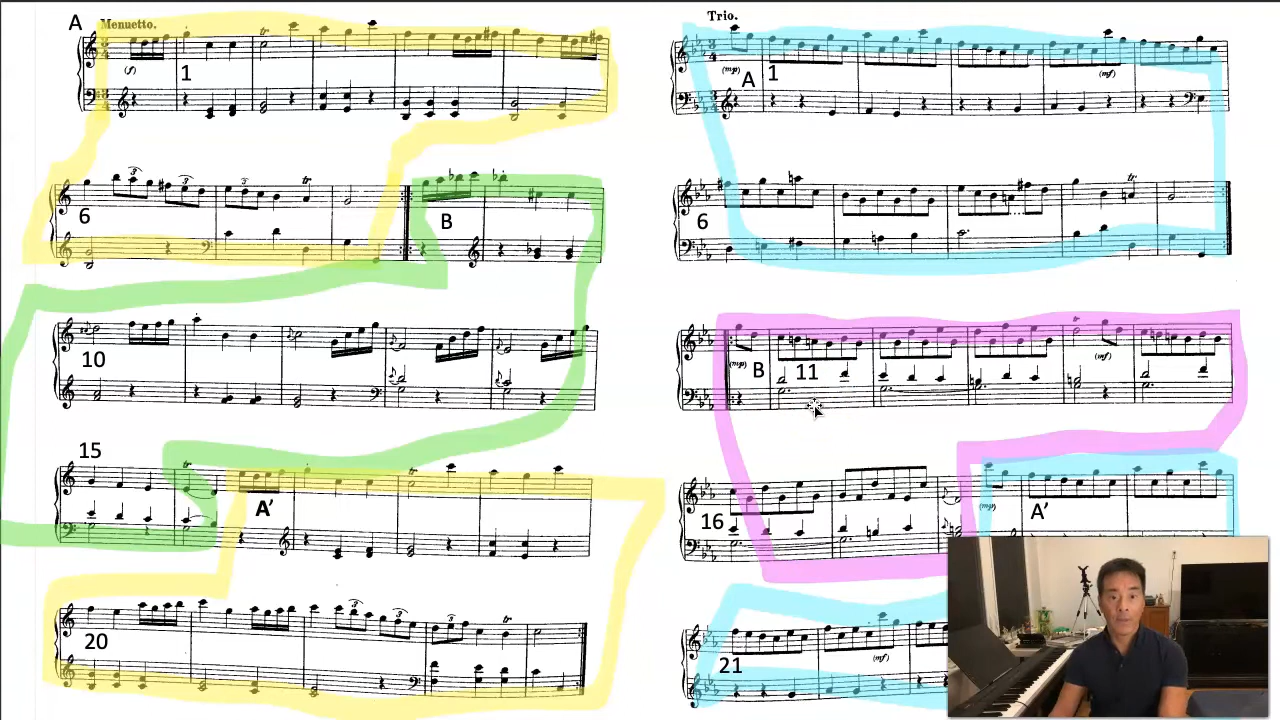 A
Menuetto.
(f)
1
6
B
10
15
A’
20
Trio.
(mp)
A
1
(mf)
6
(mp)
B
11
(mf)
16
(mp)
A’
21
(mf)